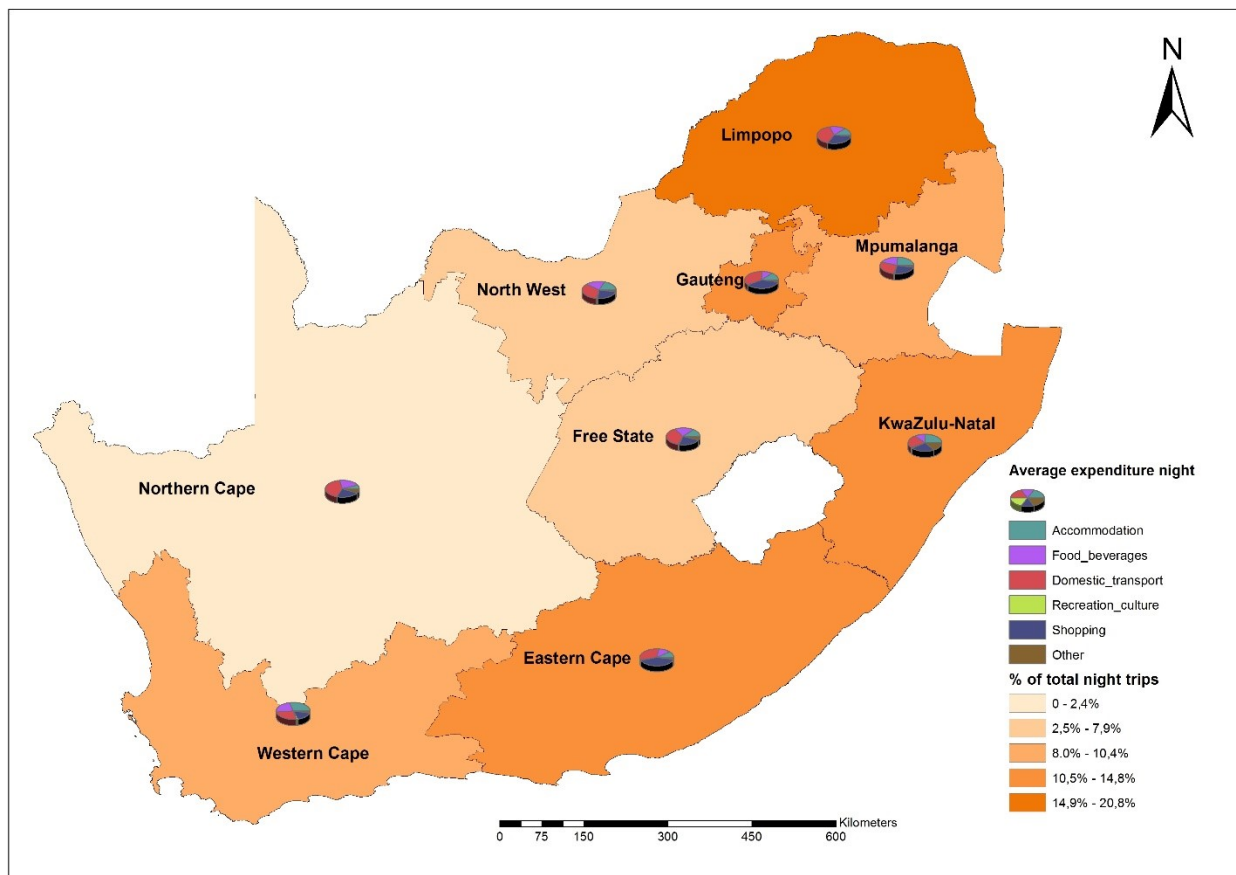 N
Limpopo
Mpumalanga
Gauteng
North West
KwaZulu-Natal
Free State
Northern Cape
Eastern Cape
Western Cape
Average expenditure night
Accommodation
Food_beverages
Domestic_transport
Recreation_culture
Shopping
Other
% of total night trips
0 - 2,4%
2,5% - 7,9%
8.0% - 10,4%
10,5% - 14,8%
14,9% - 20,8%
Kilometers
0 75 150 300 450 600